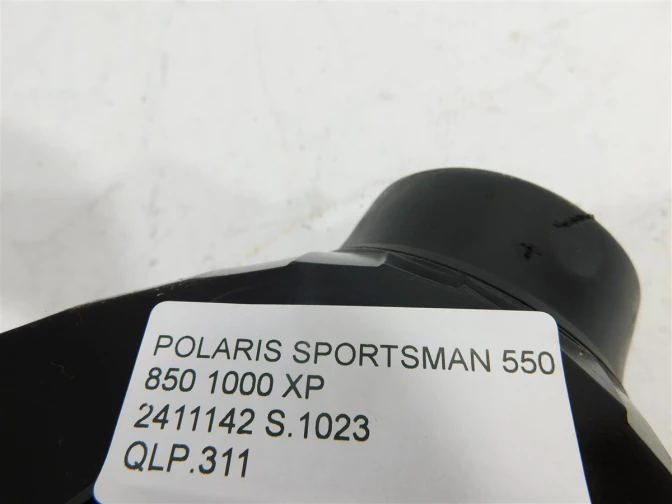 POLARIS SPORTSMAN 550
850 1000 XP
2411142 S.1023
QLP.311